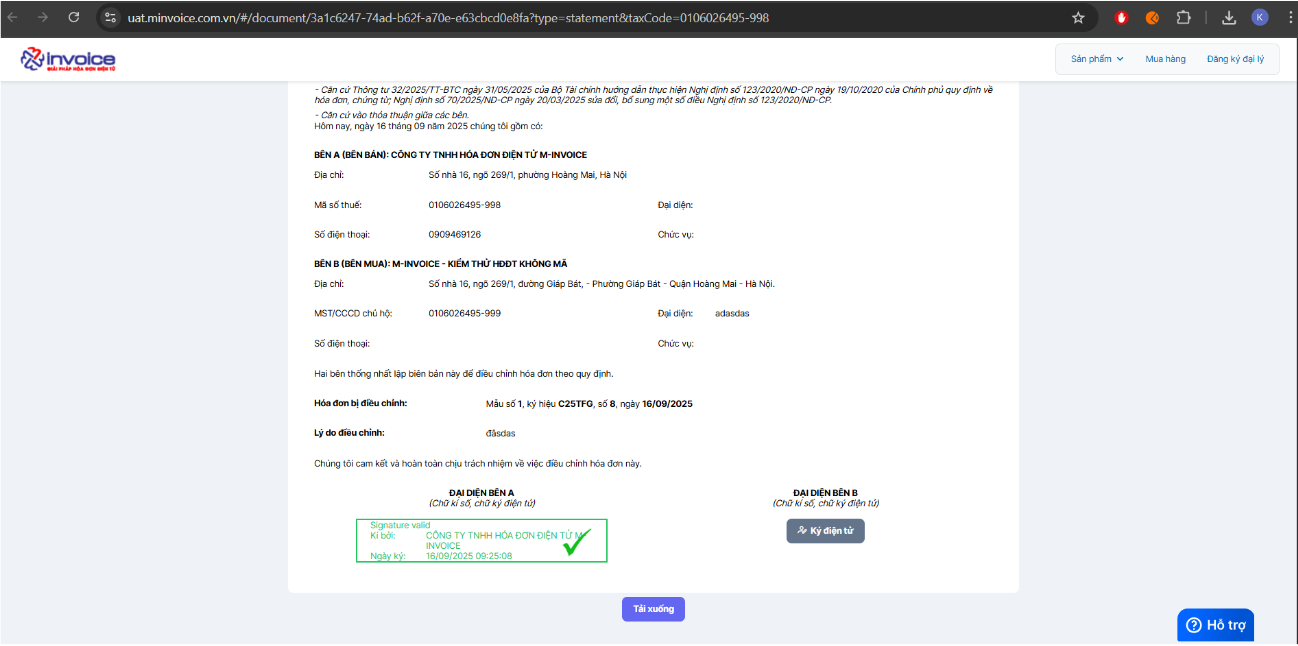 uat.minvoice.com.vn/#/document/3a1c6247-74ad-b62f-a70e-e63cbcd0e8fa?type=statement&taxCode=0106026495-998
K
Invoice
GIẢI PHÁP HÓA ĐƠN ĐIỆN TỬ
Sản phẩm
Mua hàng
Đăng ký đại lý
- Căn cứ Thông tư 32/2025/TT-BTC ngày 31/05/2025 của Bộ Tài chính hướng dẫn thực hiện Nghị định số 123/2020/NĐ-CP ngày 19/10/2020 của Chính phủ quy định về
hóa đơn, chứng từ; Nghị định số 70/2025/NĐ-CP ngày 20/03/2025 sửa đổi, bổ sung một số điều Nghị định số 123/2020/NĐ-CP.
- Căn cứ vào thỏa thuận giữa các bên.
Hôm nay, ngày 16 tháng 09 năm 2025 chúng tôi gồm có:
BÊN A (BÊN BÁN): CÔNG TY TNHH HÓA ĐƠN ĐIỆN TỬ M-INVOICE
Địa chỉ: Số nhà 16, ngõ 269/1, phường Hoàng Mai, Hà Nội
Mã số thuế: 0106026495-998 Đại diện:
Số điện thoại: 0909469126 Chức vụ:
BÊN B (BÊN MUA): M-INVOICE - KIỂM THỬ HĐĐT KHÔNG MÃ
Địa chỉ: Số nhà 16, ngõ 269/1, đường Giáp Bát, - Phường Giáp Bát - Quận Hoàng Mai - Hà Nội.
MST/CCCD chủ hộ: 0106026495-999 Đại diện: adasdas
Số điện thoại: Chức vụ:
Hai bên thống nhất lập biên bản này để điều chỉnh hóa đơn theo quy định.
Hóa đơn bị điều chỉnh: Mẫu số 1, ký hiệu C25TFG, số 8, ngày 16/09/2025
Lý do điều chỉnh: đâsdas
Chúng tôi cam kết và hoàn toàn chịu trách nhiệm về việc điều chỉnh hóa đơn này.
ĐẠI DIỆN BÊN A ĐẠI DIỆN BÊN B
(Chữ kí số, chữ ký điện tử) (Chữ kí số, chữ ký điện tử)
Signature valid
Kí bởi: CÔNG TY TNHH HÓA ĐƠN ĐIỆN TỬ M-
INVOICE
Ngày ký: 16/09/2025 09:25:08
Ký điện tử
Tải xuống
Hỗ trợ